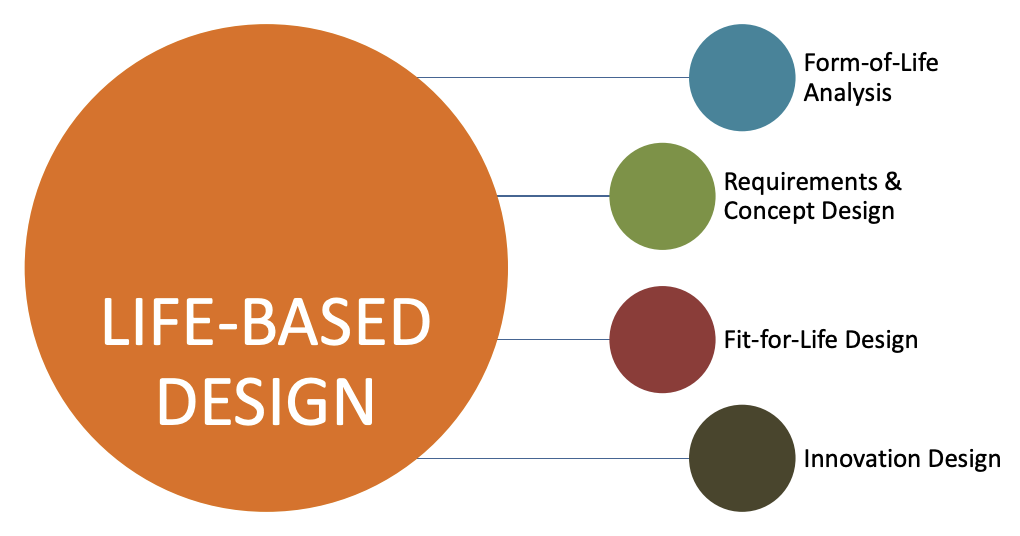 LIFE-BASED
DESIGN
Form-of-Life
Analysis
Requirements &
Concept Design
Fit-for-Life Design
Innovation Design